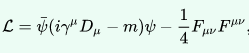 ℒ = ψ̄(iγ^μ D_μ − m)ψ − 1/4 F_μν F^μν,